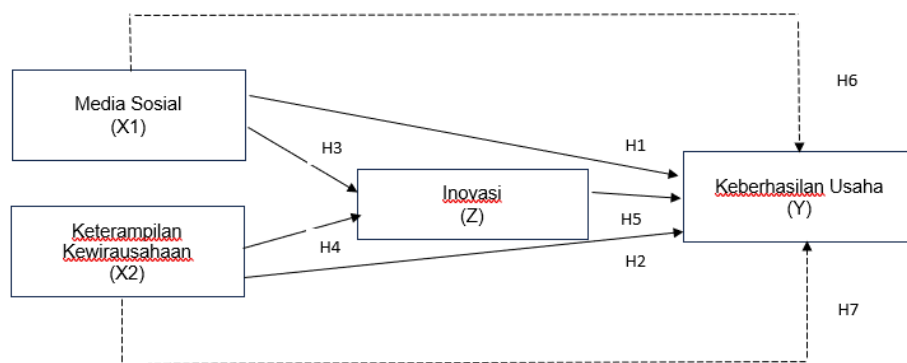 H6
Media Sosial
(X1)
H1
H3
Inovasi
(Z)
Keberhasilan Usaha
(Y)
Keterampilan
Kewirausahaan
(X2)
H4
H5
H2
H7